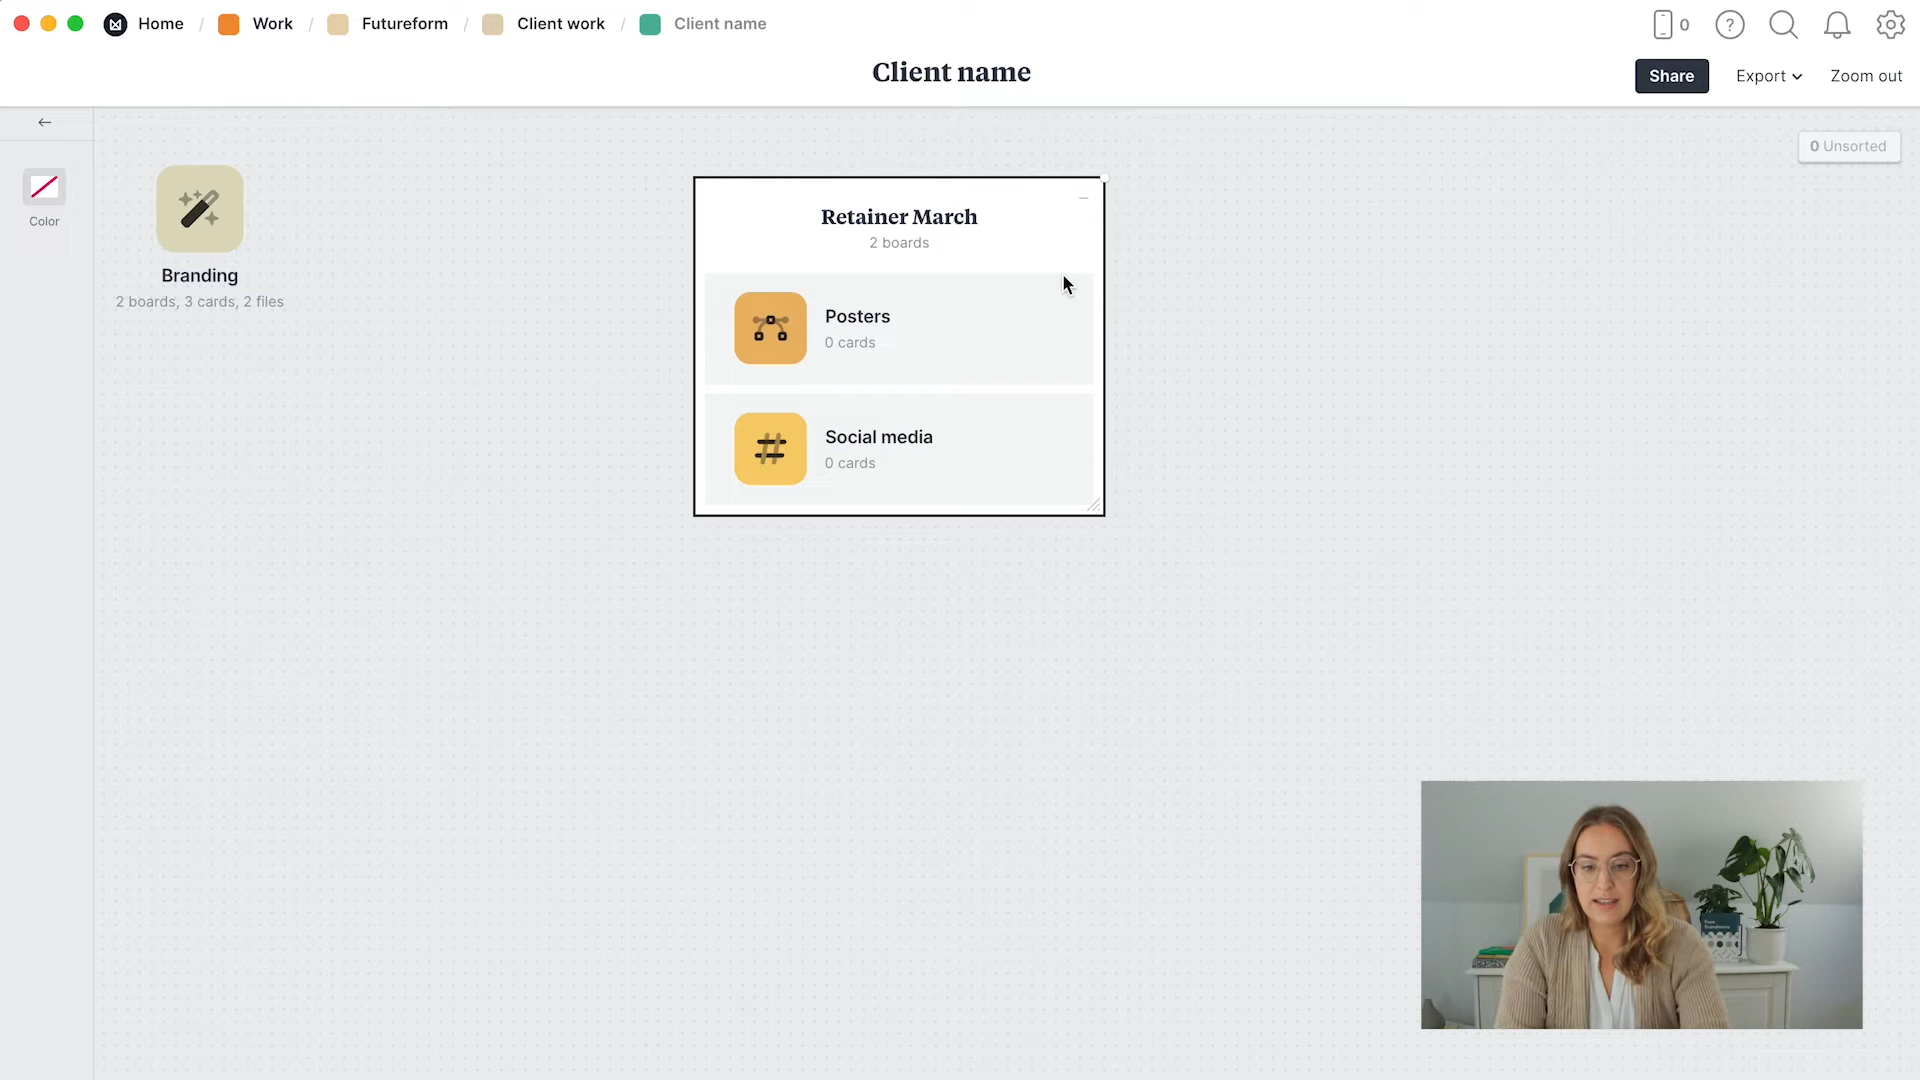 Home / Work / Futureform / Client work / Client name
0
Client name
Share
Export
Zoom out
0 Unsorted
Color
Branding
2 boards, 3 cards, 2 files
Retainer March
2 boards
Posters
0 cards
Social media
0 cards